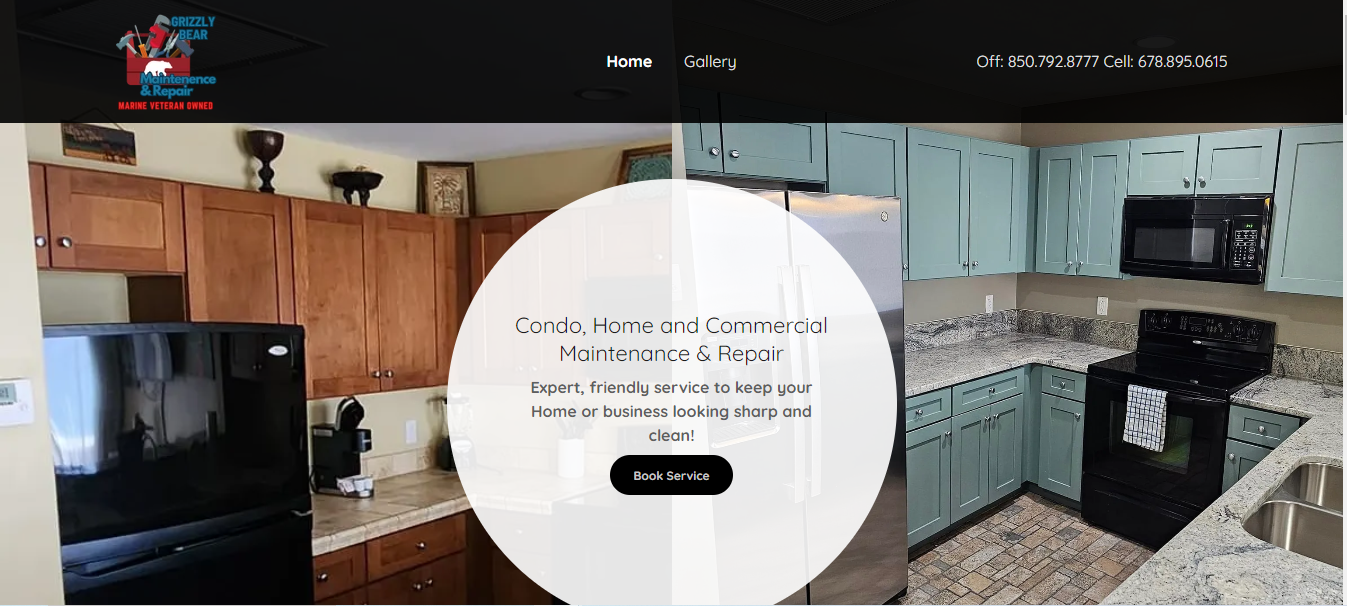 GRIZZLY
BEAR
Maintenence
& Repair
MARINE VETERAN OWNED
Home
Gallery
Off: 850.792.8777 Cell: 678.895.0615
Condo, Home and Commercial
Maintenance & Repair
Expert, friendly service to keep your
Home or business looking sharp and
clean!
Book Service